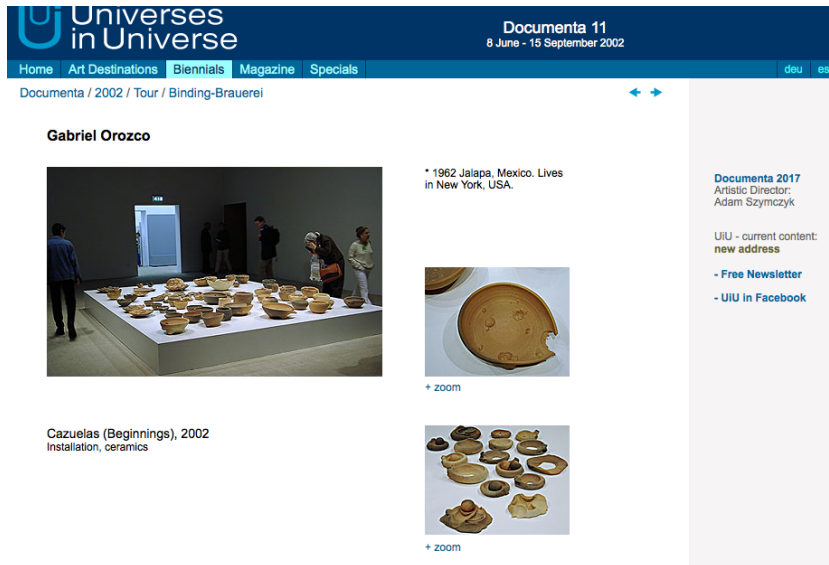 Universes
in Universe
Documenta 11
8 June - 15 September 2002
Home Art Destinations Biennials Magazine Specials deu es
Documenta / 2002 / Tour / Binding-Brauerei
Gabriel Orozco
* 1962 Jalapa, Mexico. Lives
in New York, USA.
+ zoom
Cazuelas (Beginnings), 2002
Installation, ceramics
+ zoom
Documenta 2017
Artistic Director:
Adam Szymczyk
UiU - current content:
new address
- Free Newsletter
- UiU in Facebook